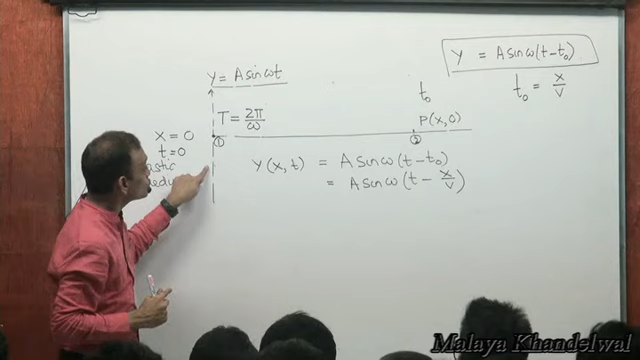 y = A sin ωt
y = A sin ω(t-t₀)
t₀ = x/v
t₀
T = 2π/ω
P(x,0)
x = 0
①
②
t = 0
y(x,t) = A sin ω(t-t₀)
= A sin ω(t - x/v)
Malaya Khandelwal